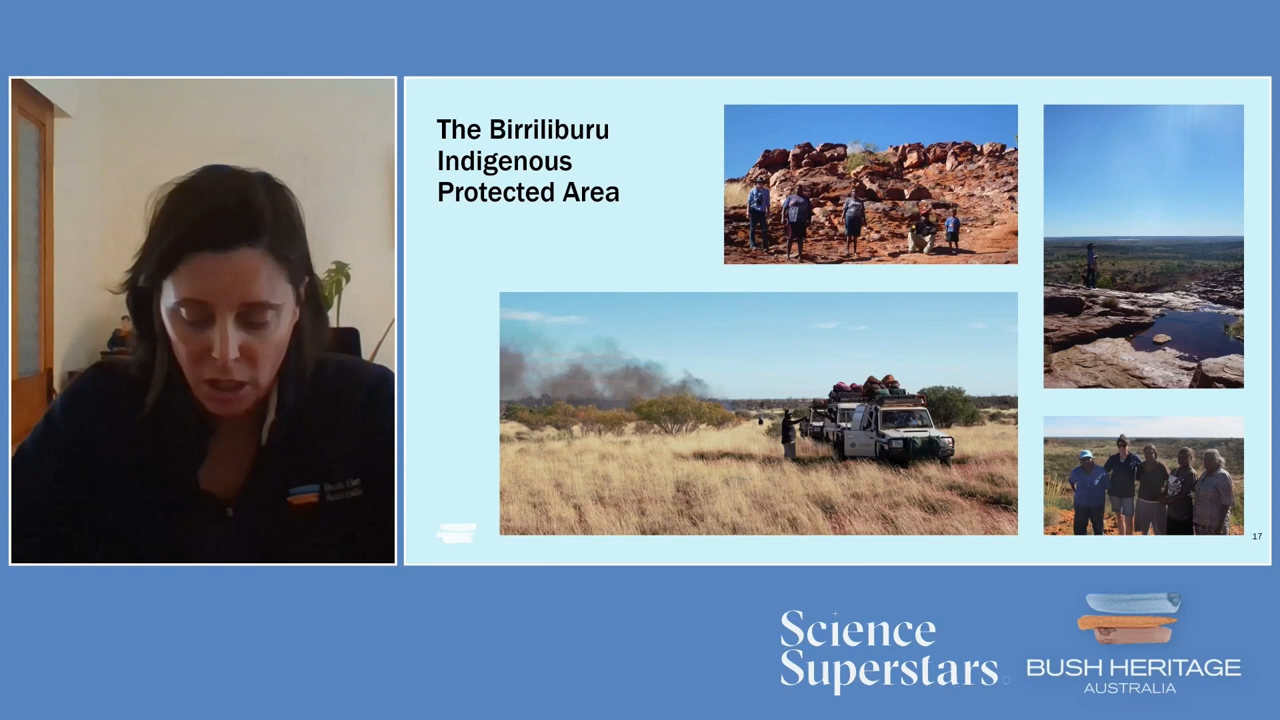 The Birriliburu
Indigenous
Protected Area
17
Science
Superstars.
BUSH HERITAGE
AUSTRALIA